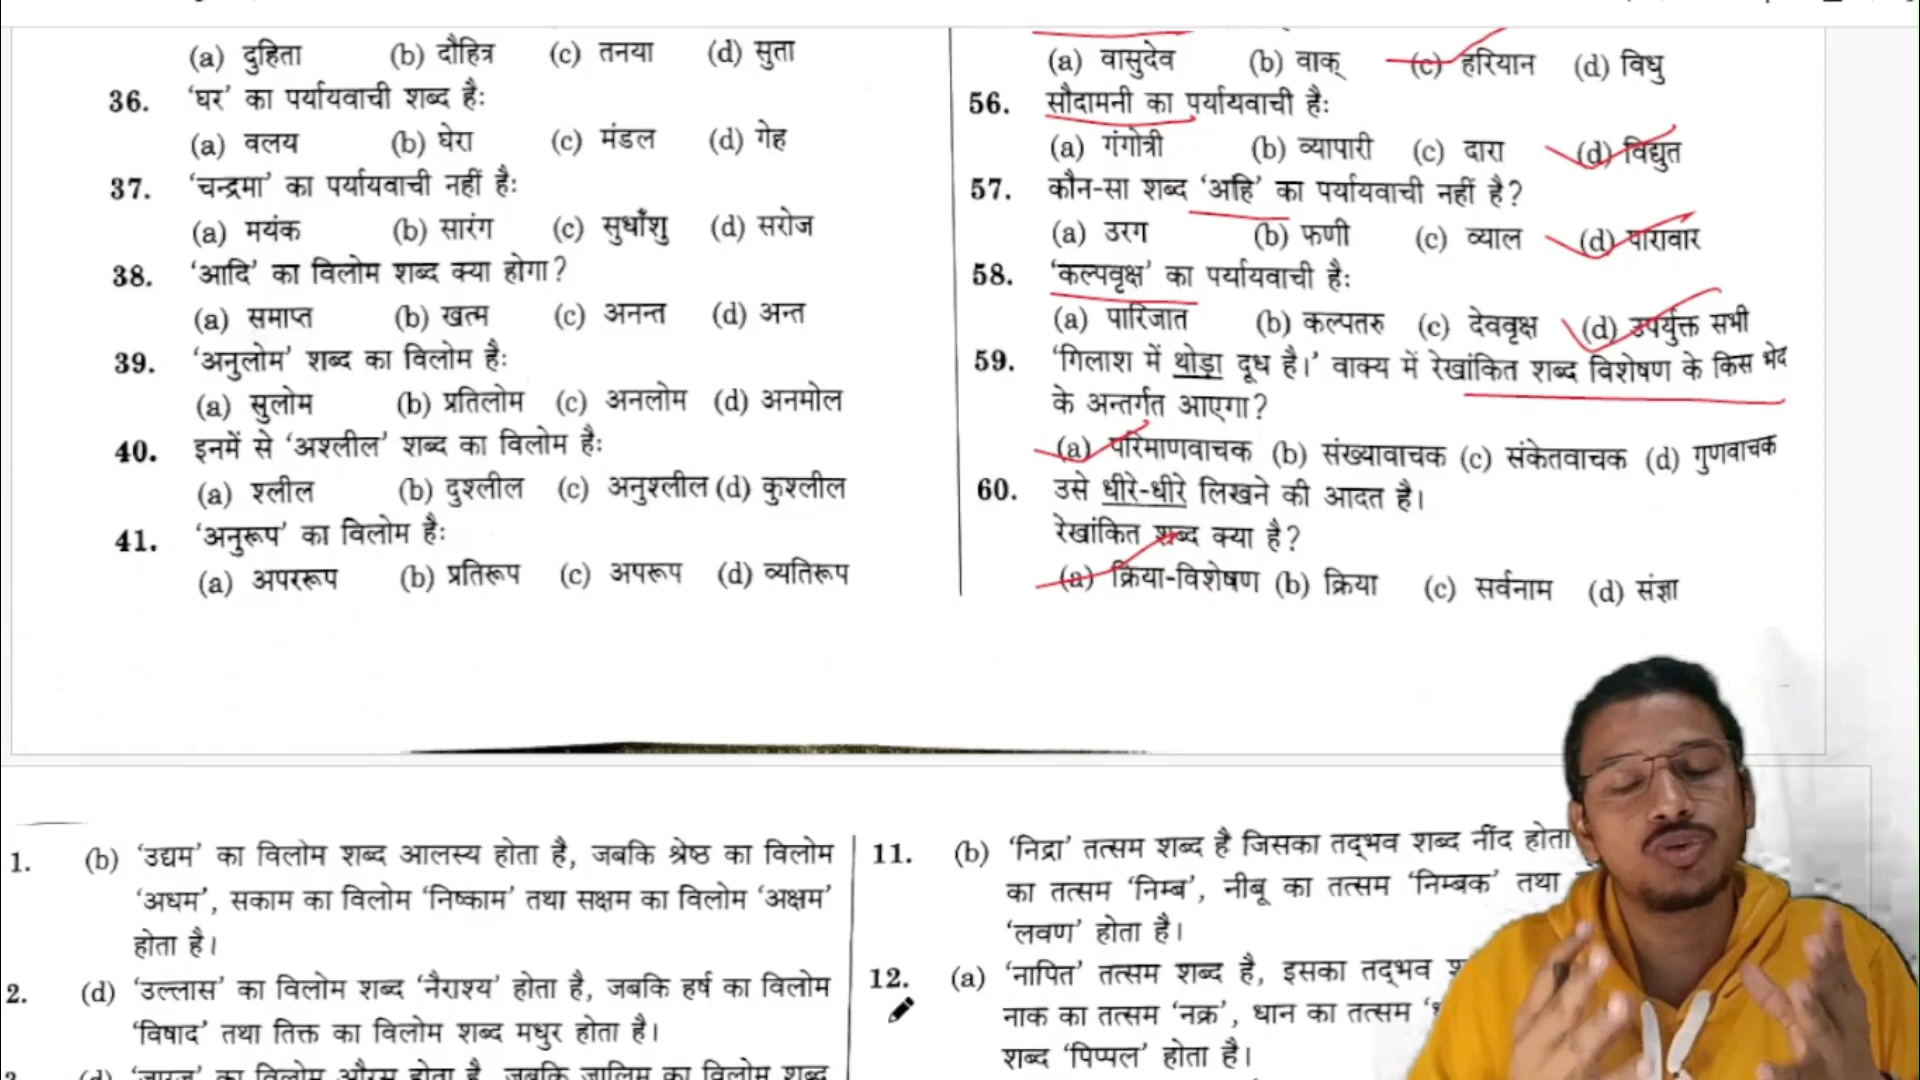 (a) दुहिता (b) दौहित्र (c) तनया (d) सुता
36. ‘घर’ का पर्यायवाची शब्द हैः
(a) वलय (b) घेरा (c) मंडल (d) गेह
37. ‘चन्द्रमा’ का पर्यायवाची नहीं हैः
(a) मयंक (b) सारंग (c) सुधाँशु (d) सरोज
38. ‘आदि’ का विलोम शब्द क्या होगा?
(a) समाप्त (b) खत्म (c) अनन्त (d) अन्त
39. ‘अनुलोम’ शब्द का विलोम हैः
(a) सुलोम (b) प्रतिलोम (c) अनलोम (d) अनमोल
40. इनमें से ‘अश्लील’ शब्द का विलोम हैः
(a) श्लील (b) दुश्लील (c) अनुश्लील (d) कुश्लील
41. ‘अनुरूप’ का विलोम हैः
(a) अपररूप (b) प्रतिरूप (c) अपरूप (d) व्यतिरूप
(a) वासुदेव (b) वाक् (c) हरियान (d) विधु
56. सौदामनी का पर्यायवाची हैः
(a) गंगोत्री (b) व्यापारी (c) दारा (d) विद्युत
57. कौन-सा शब्द ‘अहि’ का पर्यायवाची नहीं है?
(a) उरग (b) फणी (c) व्याल (d) पारावार
58. ‘कल्पवृक्ष’ का पर्यायवाची हैः
(a) पारिजात (b) कल्पतरु (c) देववृक्ष (d) उपर्युक्त सभी
59. ‘गिलाश में थोड़ा दूध है।’ वाक्य में रेखांकित शब्द विशेषण के किस भेद
के अन्तर्गत आएगा?
(a) परिमाणवाचक (b) संख्यावाचक (c) संकेतवाचक (d) गुणवाचक
60. उसे धीरे-धीरे लिखने की आदत है।
रेखांकित शब्द क्या है?
(a) क्रिया-विशेषण (b) क्रिया (c) सर्वनाम (d) संज्ञा
1. (b) ‘उद्यम’ का विलोम शब्द आलस्य होता है, जबकि श्रेष्ठ का विलोम
‘अधम’, सकाम का विलोम ‘निष्काम’ तथा सक्षम का विलोम ‘अक्षम’
होता है।
2. (d) ‘उल्लास’ का विलोम शब्द ‘नैराश्य’ होता है, जबकि हर्ष का विलोम
‘विषाद’ तथा तिक्त का विलोम शब्द मधुर होता है।
(d) का विलोम औरस होता है, जबकि जालिम का विलोम शब्द
11. (b) ‘निद्रा’ तत्सम शब्द है जिसका तद्भव शब्द नींद होता
का तत्सम ‘निम्ब’, नीबू का तत्सम ‘निम्बक’ तथा
‘लवण’ होता है।
12. (a) ‘नापित’ तत्सम शब्द है, इसका तद्भव
नाक का तत्सम ‘नक्र’, धान का तत्सम
शब्द ‘पिप्पल’ होता है।